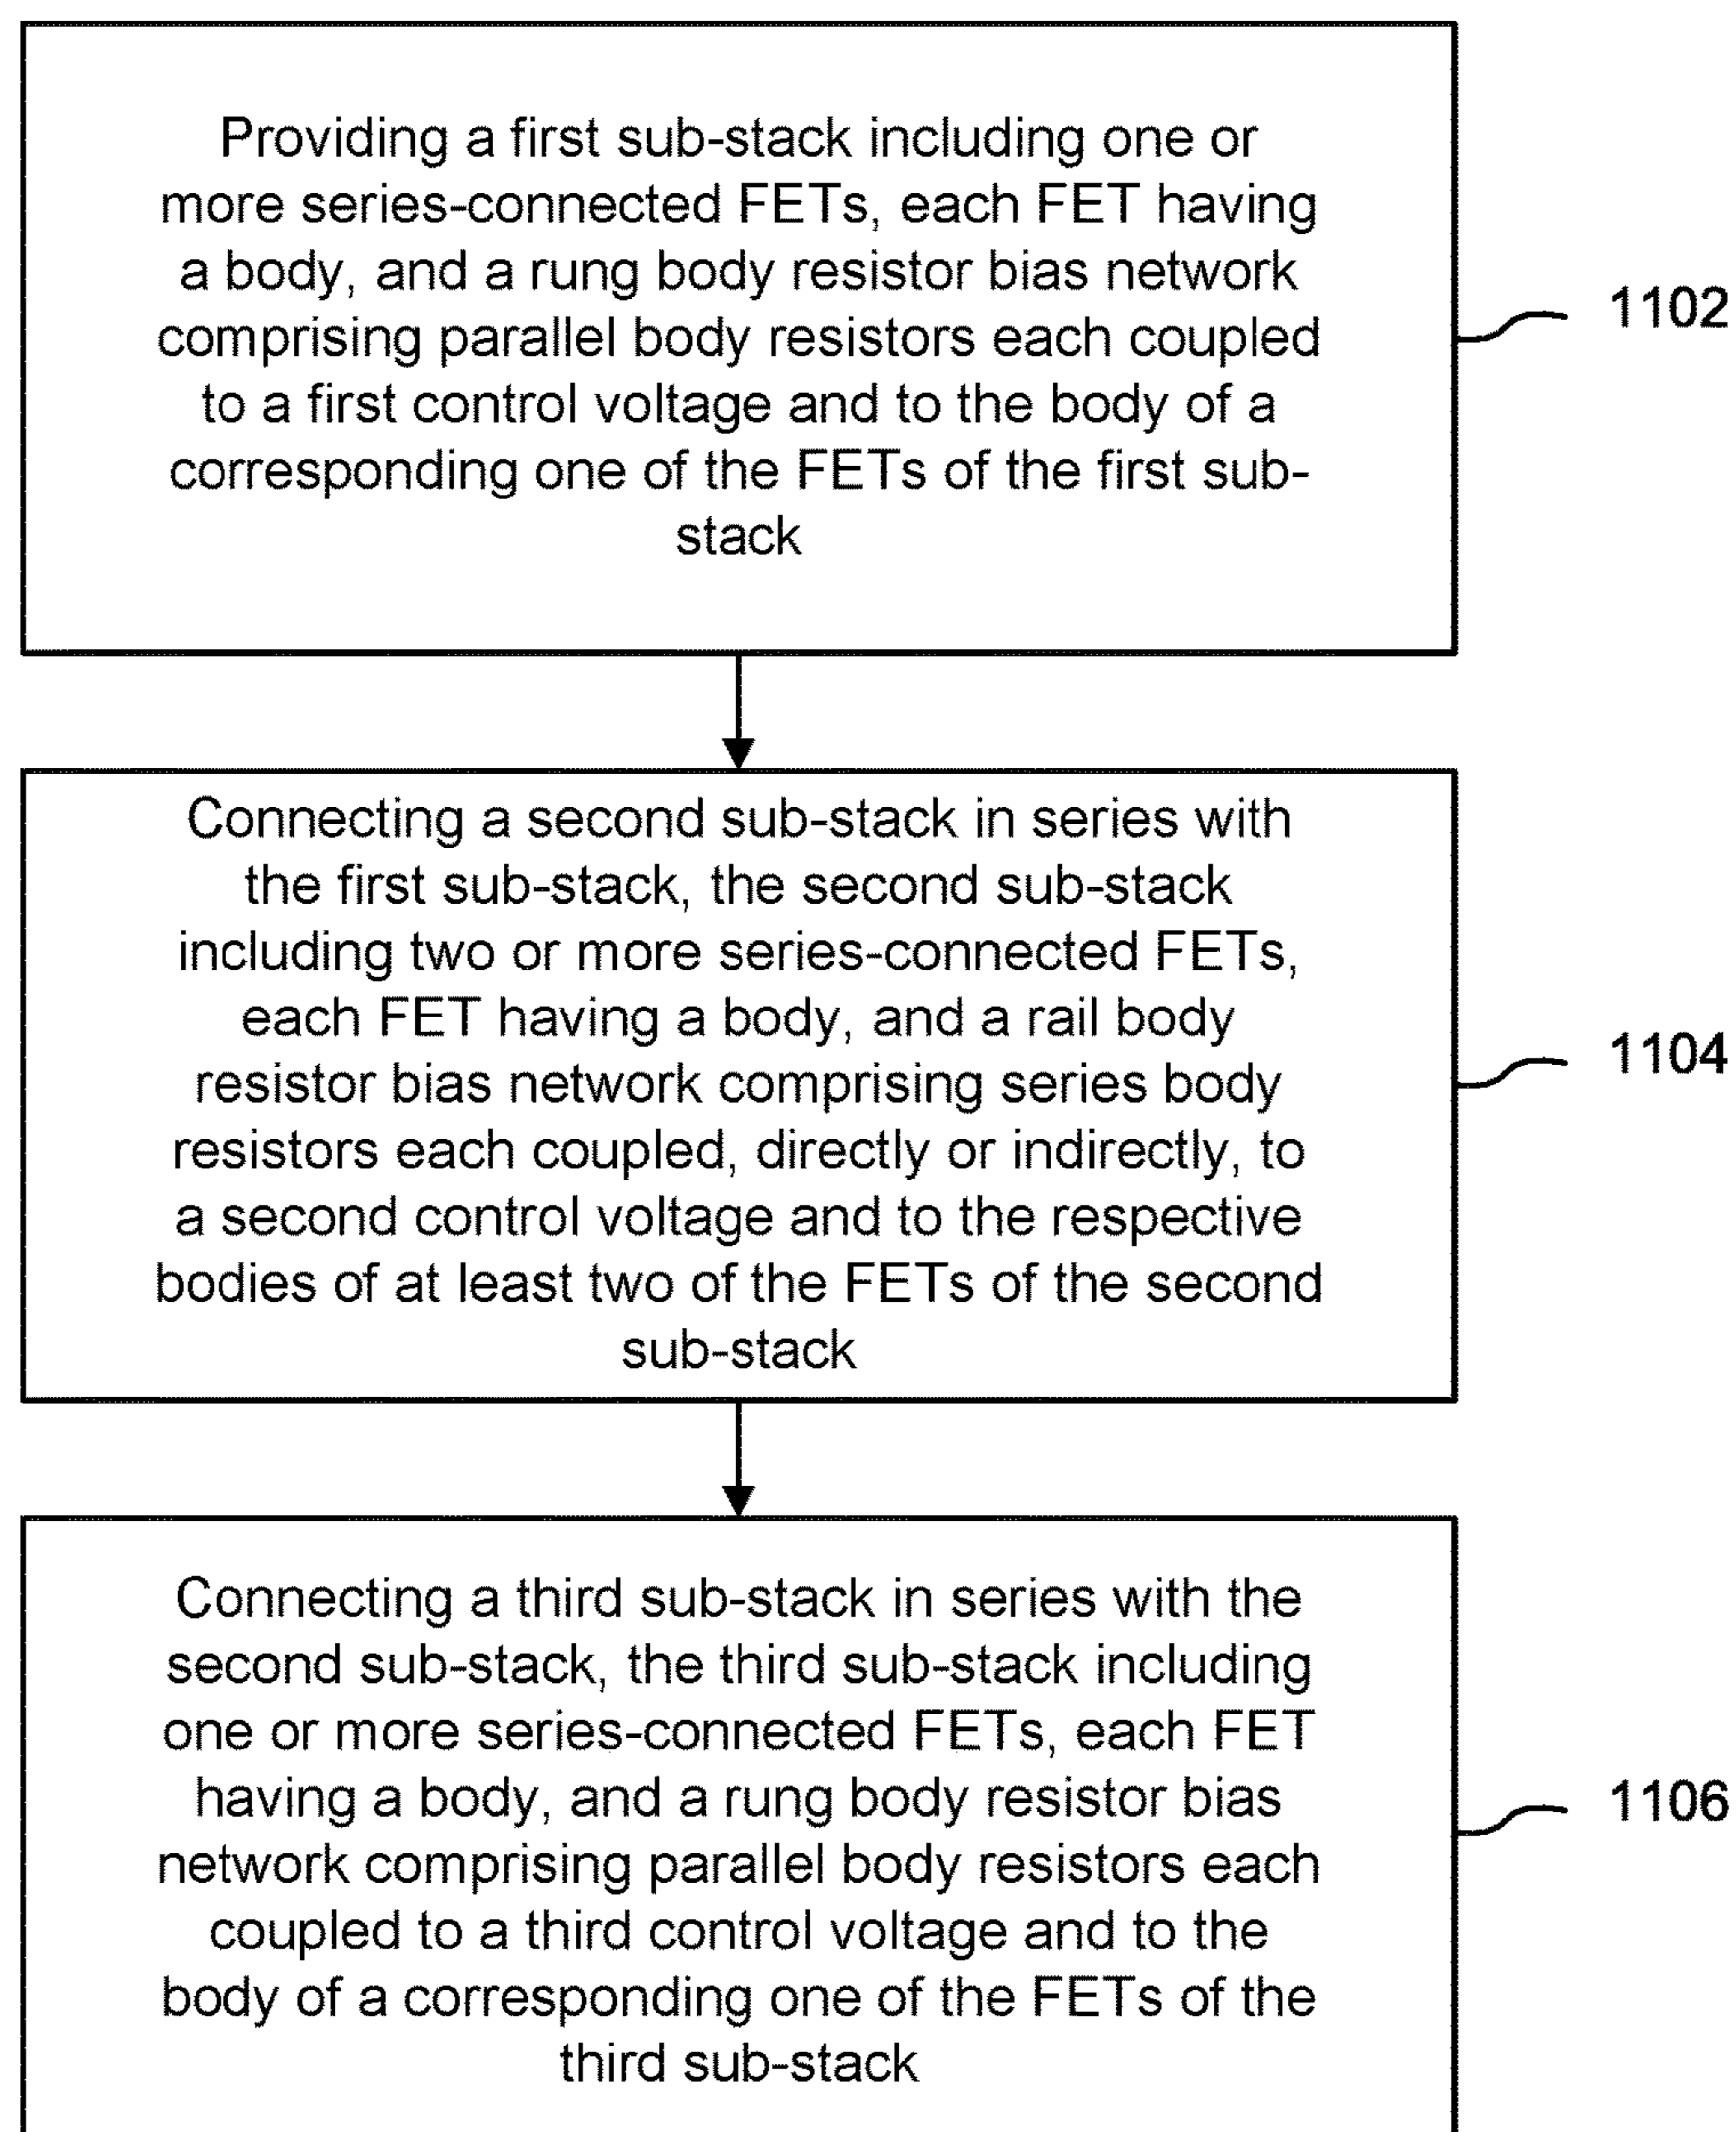 Providing a first sub-stack including one or
more series-connected FETs, each FET having
a body, and a rung body resistor bias network
comprising parallel body resistors each coupled
to a first control voltage and to the body of a
corresponding one of the FETs of the first sub-
stack
1102
Connecting a second sub-stack in series with
the first sub-stack, the second sub-stack
including two or more series-connected FETs,
each FET having a body, and a rail body
resistor bias network comprising series body
resistors each coupled, directly or indirectly, to
a second control voltage and to the respective
bodies of at least two of the FETs of the second
sub-stack
1104
Connecting a third sub-stack in series with the
second sub-stack, the third sub-stack including
one or more series-connected FETs, each FET
having a body, and a rung body resistor bias
network comprising parallel body resistors each
coupled to a third control voltage and to the
body of a corresponding one of the FETs of the
third sub-stack
1106